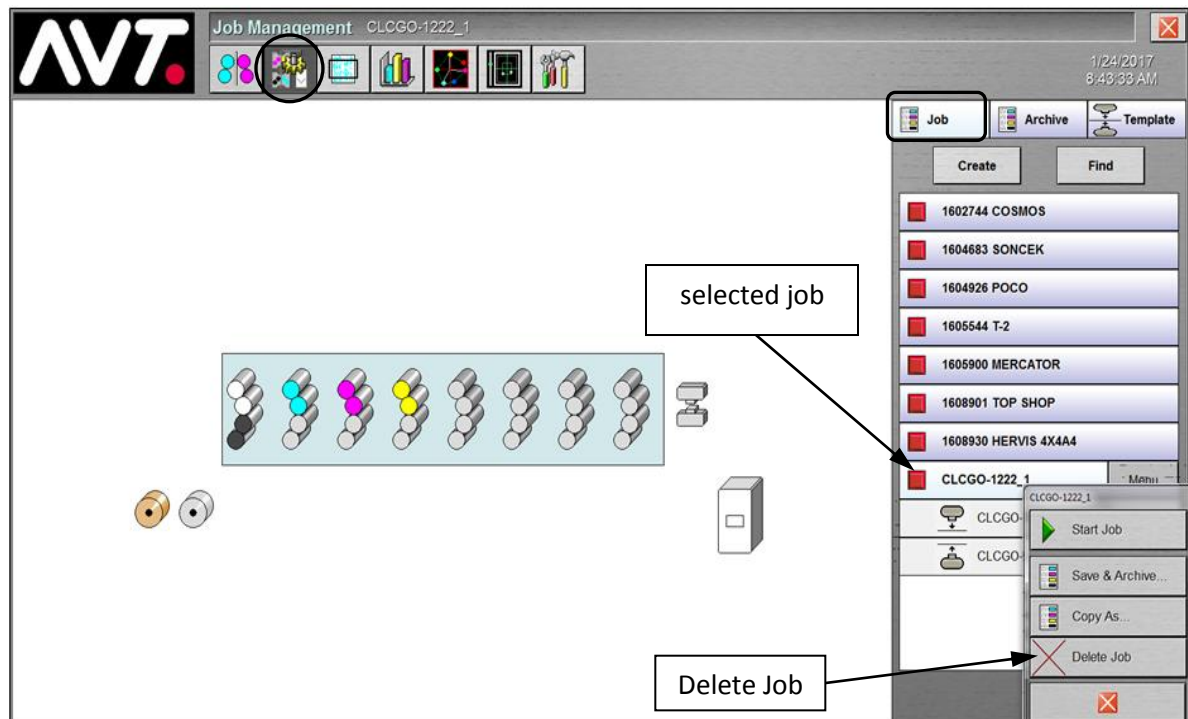 AVT
Job Management CLCGO-1222_1
1/24/2017
8:43:33 AM
Job
Archive
Template
Create
Find
1602744 COSMOS
1604683 SONCEK
selected job
1604926 POCO
1605544 T-2
1605900 MERCATOR
1608901 TOP SHOP
1608930 HERVIS 4X4A4
CLCGO-1222_1
Menu
CLCGO-1222_1
CLCGO-
Start Job
CLCGO-
Save & Archive...
Copy As...
Delete Job
Delete Job